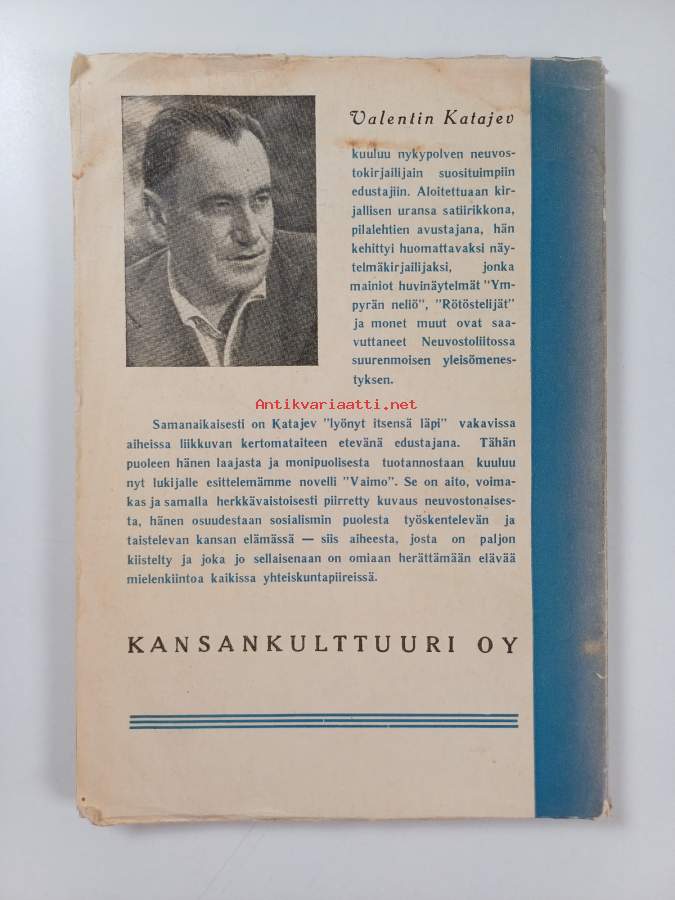 Valentin Katajev
kuuluu nykypolven neuvos-
tokirjailijain suosituimpiin
edustajiin. Aloitettuaan kir-
jallisen uransa satiirikkona,
pilalehtien avustajana, hän
kehittyi huomattavaksi näy-
telmäkirjailijaksi, jonka
mainiot huvinäytelmät "Ym-
pyrän neliö", "Rötöstelijät"
ja monet muut ovat saa-
vuttaneet Neuvostoliitossa
suurenmoisen yleisömenes-
tyksen.
Antikvariaatti.net
Samanaikaisesti on Katajev "lyönyt itsensä läpi" vakavissa
aiheissa liikkuvan kertomataiteen etevänä edustajana. Tähän
puoleen hänen laajasta ja monipuolisesta tuotannostaan kuuluu
nyt lukijalle esittelemämme novelli "Vaimo". Se on aito, voima-
kas ja samalla herkkävaistoisesti piirretty kuvaus neuvostonaises-
ta, hänen osuudestaan sosialismin puolesta työskentelevän ja
taistelevan kansan elämässä — siis aiheesta, josta on paljon
kiistelty ja joka jo sellaisenaan on omiaan herättämään elävää
mielenkiintoa kaikissa yhteiskuntapiireissä.
KANSANKULTTUURI OY